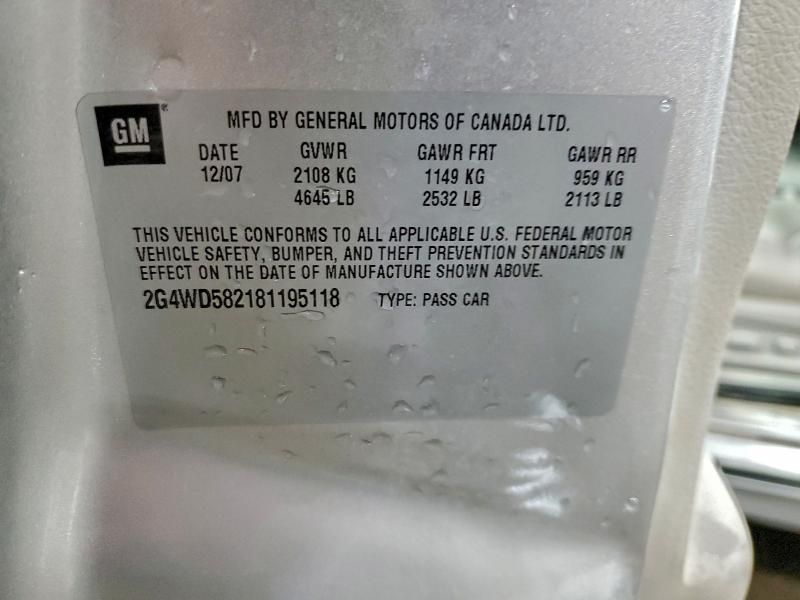 GM
MFD BY GENERAL MOTORS OF CANADA LTD.
DATE GVWR GAWR FRT GAWR RR
12/07 2108 KG 1149 KG 959 KG
4645 LB 2532 LB 2113 LB
THIS VEHICLE CONFORMS TO ALL APPLICABLE U.S. FEDERAL MOTOR
VEHICLE SAFETY, BUMPER, AND THEFT PREVENTION STANDARDS IN
EFFECT ON THE DATE OF MANUFACTURE SHOWN ABOVE.
2G4WD582181195118 TYPE: PASS CAR